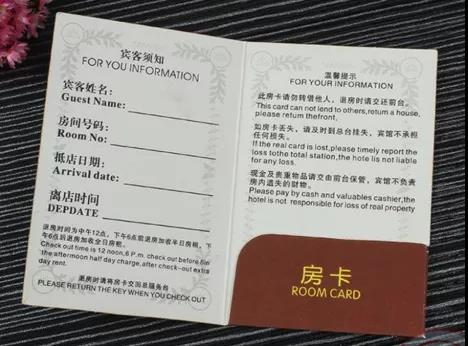 宾客须知
FOR YOU INFORMATION
宾客姓名:
Guest Name:
房间号码:
Room No:
抵店日期:
Arrival date:
离店时间
DEPDATE
退房时间为中午12点，下午6点前退房加收半日房租，下
午6点后退房加收全日房租。
Check out time is 12 noon, 6 P.m. check out before 6in
the afternoon half day charge, after check-out extra
day rent.
退房时请将房卡交回总服务台
PLEASE RETURN THE KEY WHEN YOU CHECK OUT
温馨提示
FOR YOUR INFORMATION
此房卡请勿转借他人，退房时请交还前台。
This card can not lend to others,return a house,
please return thefront.
如房卡丢失，请及时到总台挂失，宾馆不承担
任何损失。
If the real card is lost,please timely report the
loss tothe total station,the hotle lis not liable
for any loss.
现金及贵重物品请交由前台保管，宾馆不负责
房内遗失的财物。
Please pay by cash and valuables cashier,the
hotel is not responsible for loss of real property
房卡
ROOM CARD